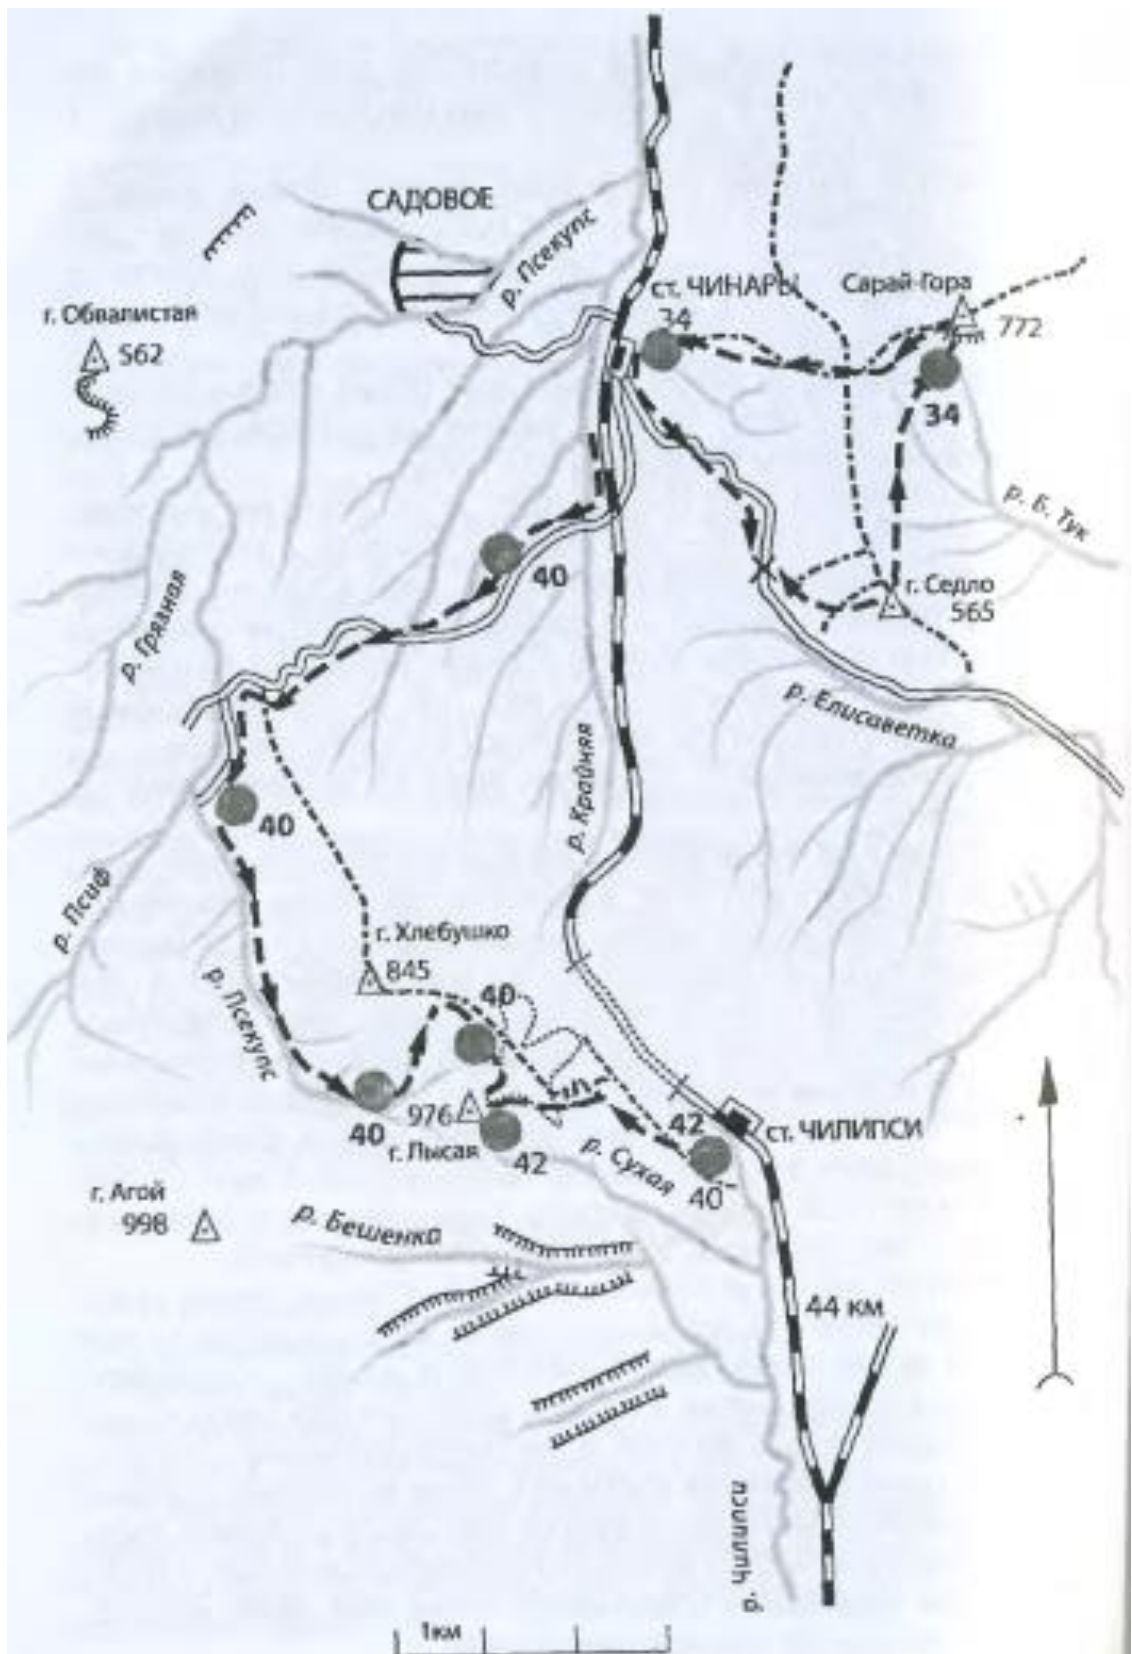 САДОВОЕ
р. Псекупс
г. Обвалистая
562
ст. ЧИНАРЫ
34
Сарай-Гора
772
34
р. Б. Тук
40
г. Седло
565
р. Грязная
р. Елисаветка
р. Крайняя
40
р. Псиф
г. Хлебушко
845
р. Псекупс
40
976
40
г. Лысая
42
р. Сухая
42
40
ст. ЧИЛИПСИ
г. Агой
998
р. Бешенка
44 км
р. Чилипси
1км